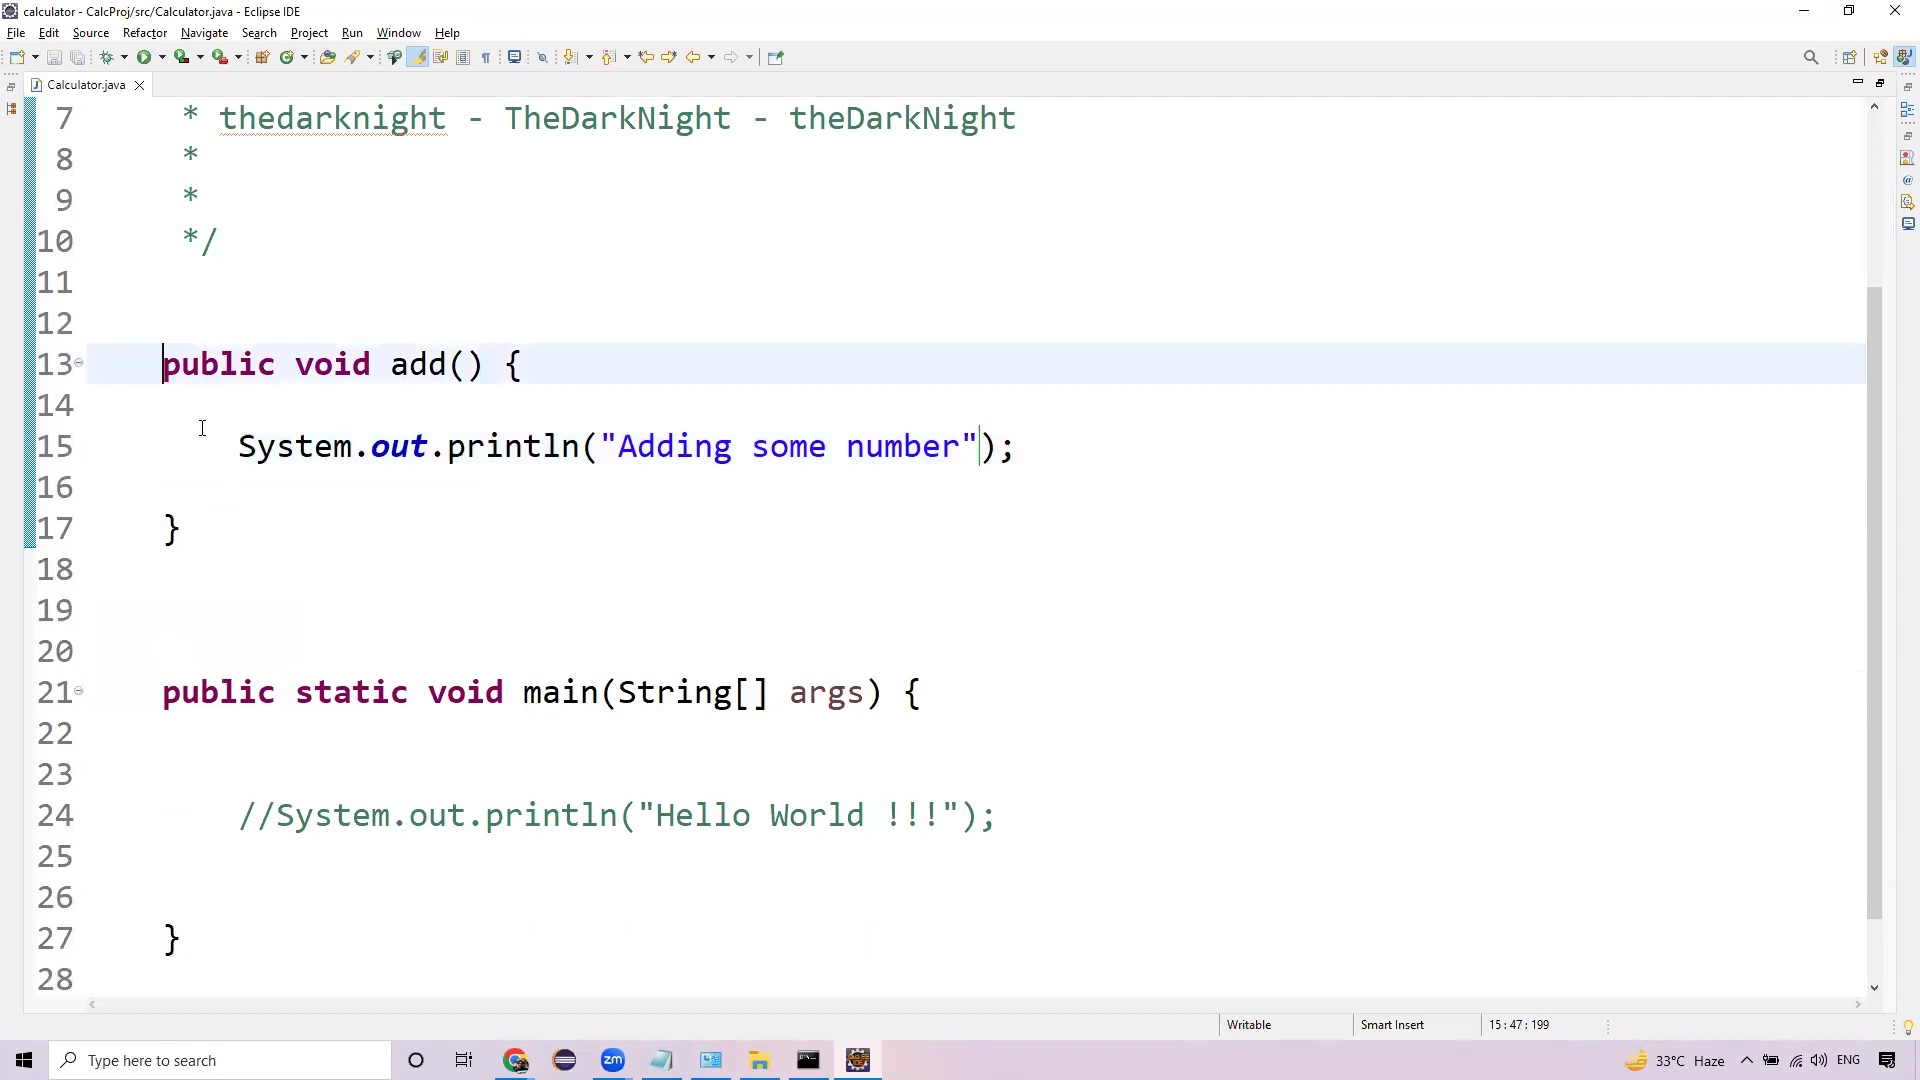 calculator - CalcProj/src/Calculator.java - Eclipse IDE
File Edit Source Refactor Navigate Search Project Run Window Help
Calculator.java
7 * thedarknight - TheDarkNight - theDarkNight
8 *
9 *
10 */
11
12
13 public void add() {
14
15 System.out.println("Adding some number");
16
17 }
18
19
20
21 public static void main(String[] args) {
22
23
24 //System.out.println("Hello World !!!");
25
26
27 }
28
Writable Smart Insert 15 : 47 : 199
Type here to search zm 33°C Haze ENG